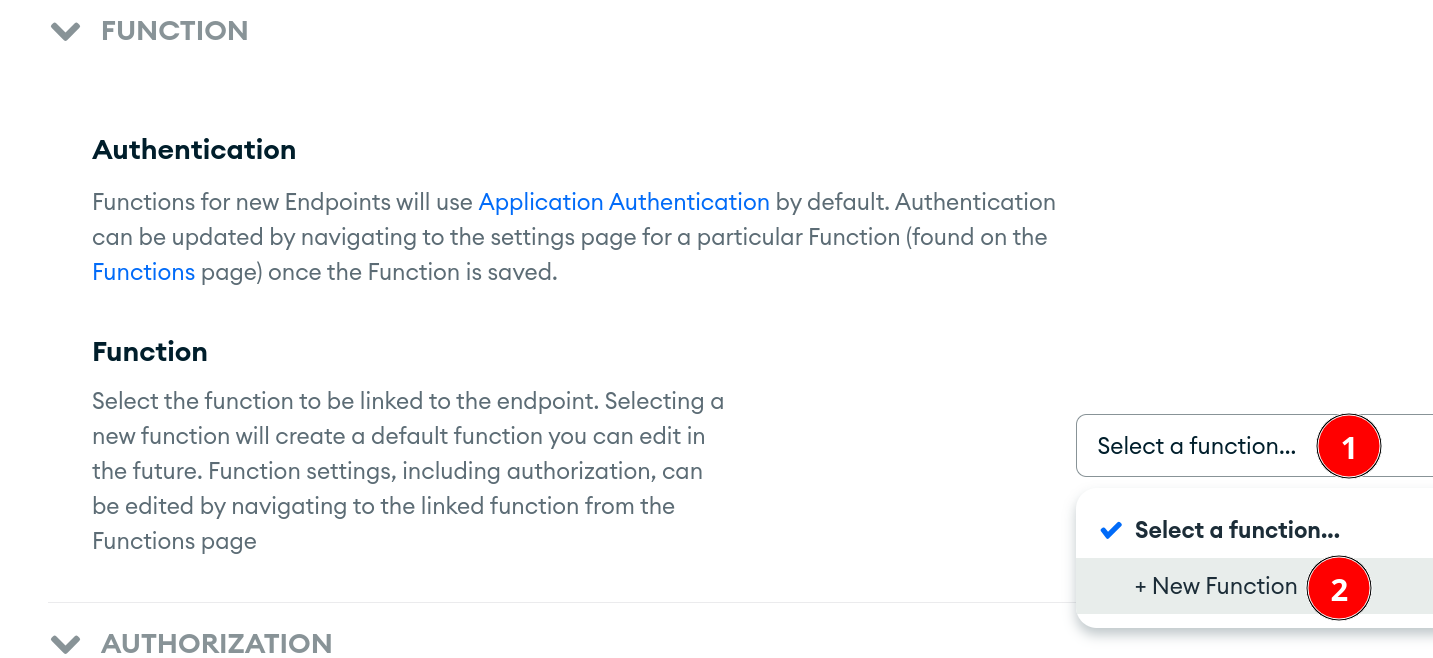 FUNCTION
Authentication
Functions for new Endpoints will use Application Authentication by default. Authentication
can be updated by navigating to the settings page for a particular Function (found on the
Functions page) once the Function is saved.
Function
Select the function to be linked to the endpoint. Selecting a
new function will create a default function you can edit in
the future. Function settings, including authorization, can
be edited by navigating to the linked function from the
Functions page
Select a function... 1
Select a function...
+ New Function 2
AUTHORIZATION